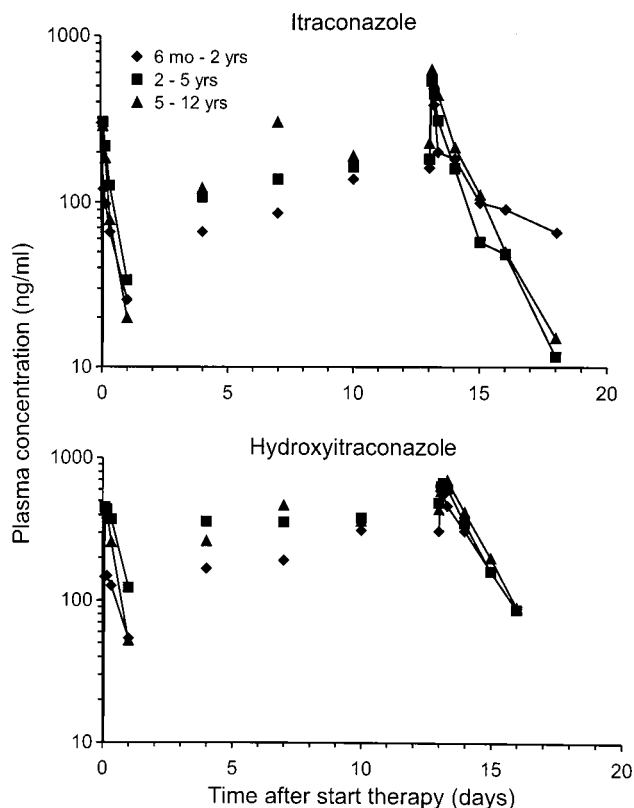 Itraconazole
1000
6 mo - 2 yrs
2 - 5 yrs
5 - 12 yrs
100
10
0 5 10 15 20
Hydroxyitraconazole
1000
100
10
0 5 10 15 20
Time after start therapy (days)
Plasma concentration (ng/ml)